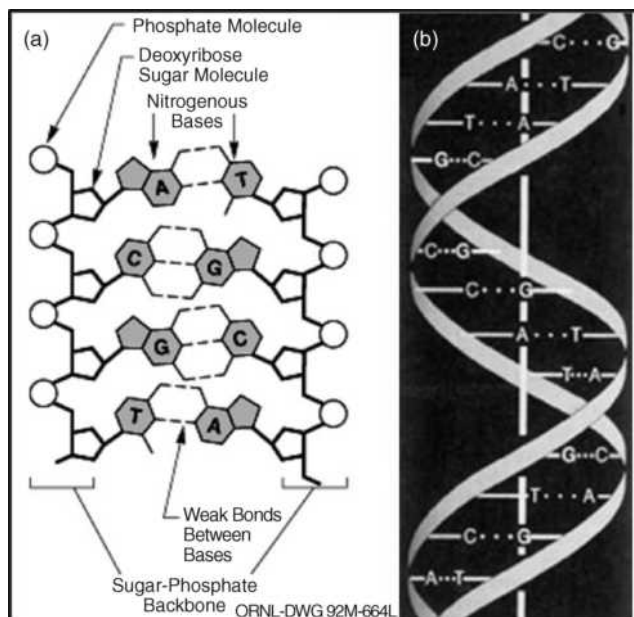 (a)
Phosphate Molecule
Deoxyribose
Sugar Molecule
Nitrogenous
Bases
A T
C G
G C
T A
Weak Bonds
Between
Bases
Sugar-Phosphate
Backbone
ORNL-DWG 92M-664L
(b)
C G
A T
T A
G C
C G
C G
A T
T A
G C
T A
C G
A T